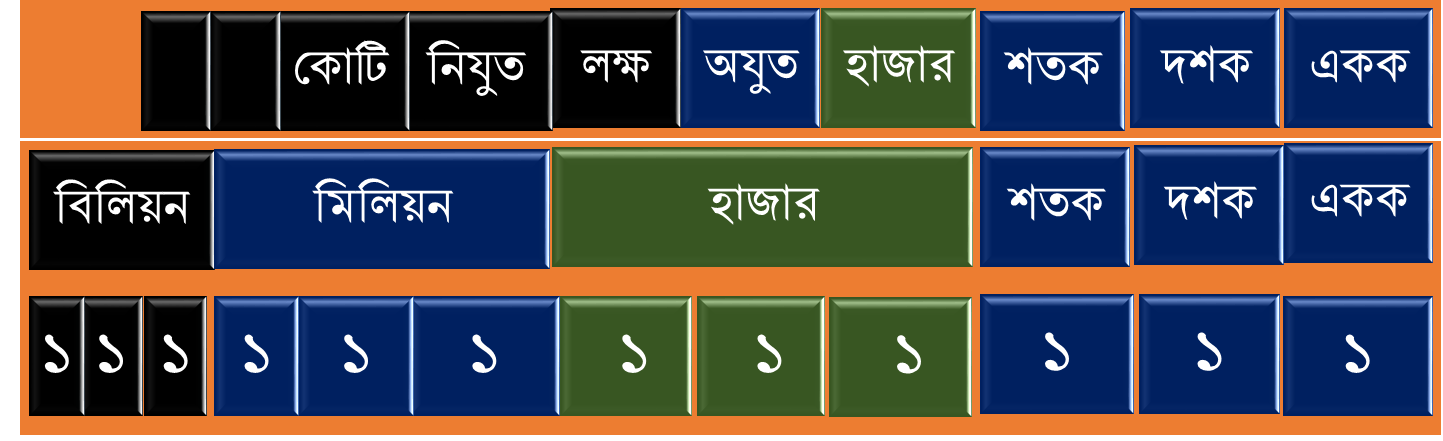 কোটি নিযুত লক্ষ অযুত হাজার শতক দশক একক
বিলিয়ন মিলিয়ন হাজার শতক দশক একক
১ ১ ১ ১ ১ ১ ১ ১ ১ ১ ১ ১